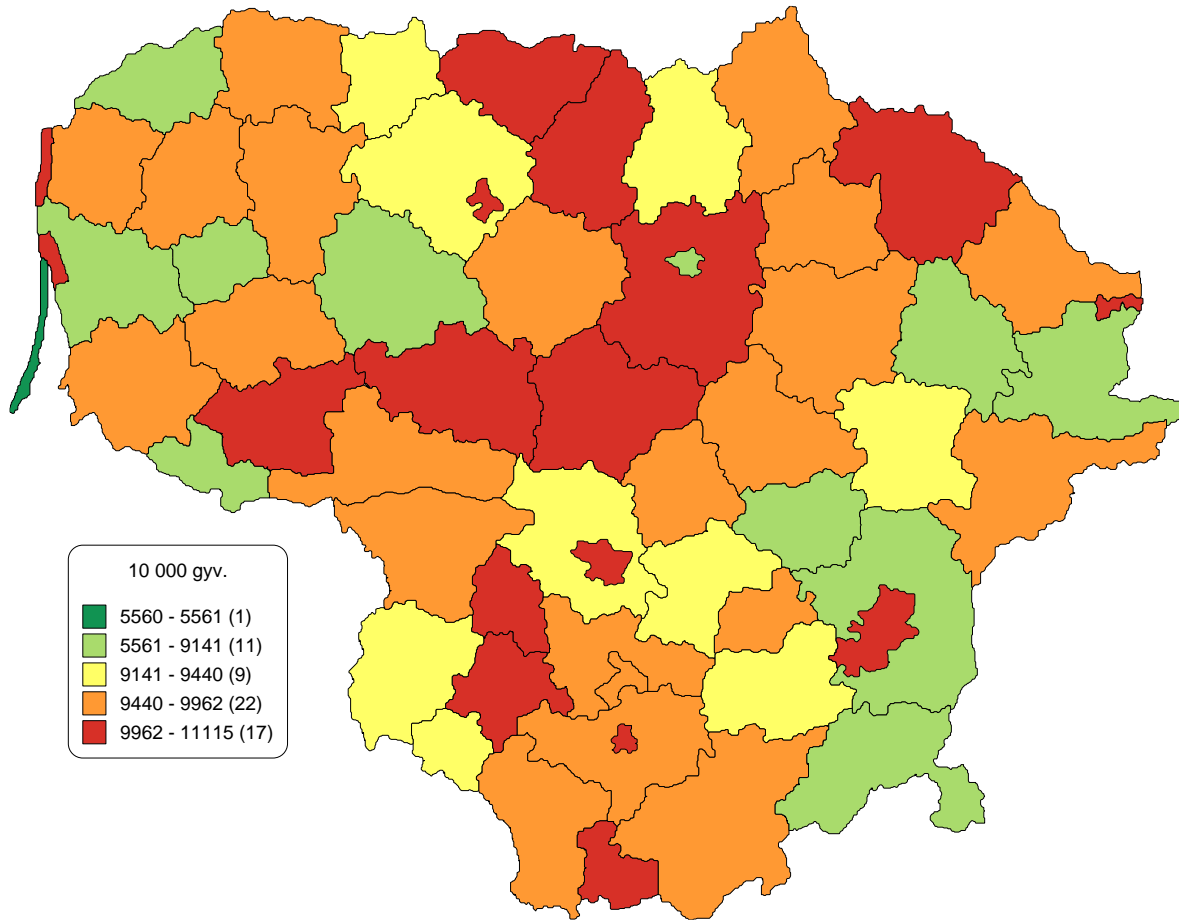 10 000 gyv.
5560 - 5561 (1)
5561 - 9141 (11)
9141 - 9440 (9)
9440 - 9962 (22)
9962 - 11115 (17)